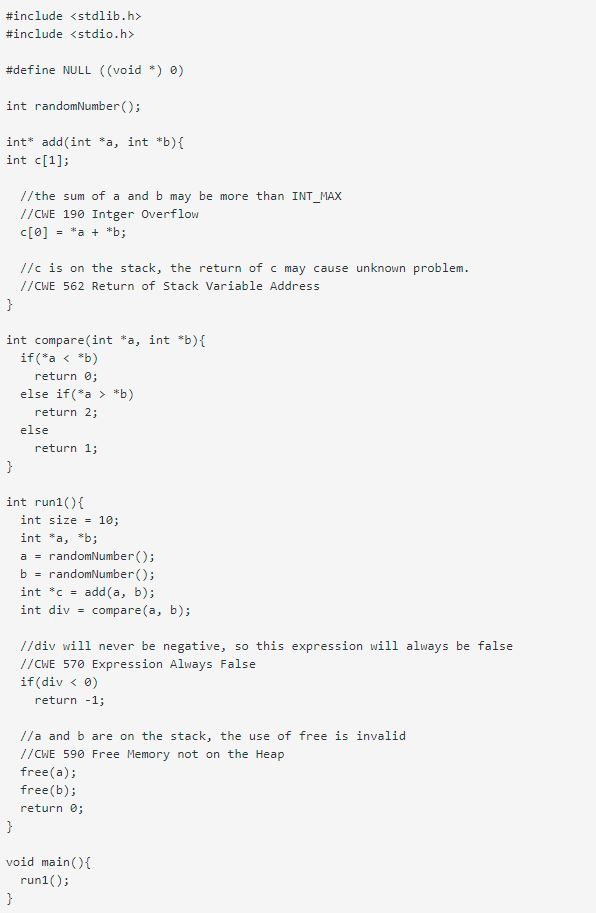 #include <stdlib.h>
#include <stdio.h>

#define NULL ((void *) 0)

int randomNumber();

int* add(int *a, int *b){
int c[1];

  //the sum of a and b may be more than INT_MAX
  //CWE 190 Intger Overflow
  c[0] = *a + *b;

  //c is on the stack, the return of c may cause unknown problem.
  //CWE 562 Return of Stack Variable Address
}

int compare(int *a, int *b){
  if(*a < *b)
    return 0;
  else if(*a > *b)
    return 2;
  else
    return 1;
}

int run1(){
  int size = 10;
  int *a, *b;
  a = randomNumber();
  b = randomNumber();
  int *c = add(a, b);
  int div = compare(a, b);

  //div will never be negative, so this expression will always be false
  //CWE 570 Expression Always False
  if(div < 0)
    return -1;

  //a and b are on the stack, the use of free is invalid
  //CWE 590 Free Memory not on the Heap
  free(a);
  free(b);
  return 0;
}

void main(){
  run1();
}